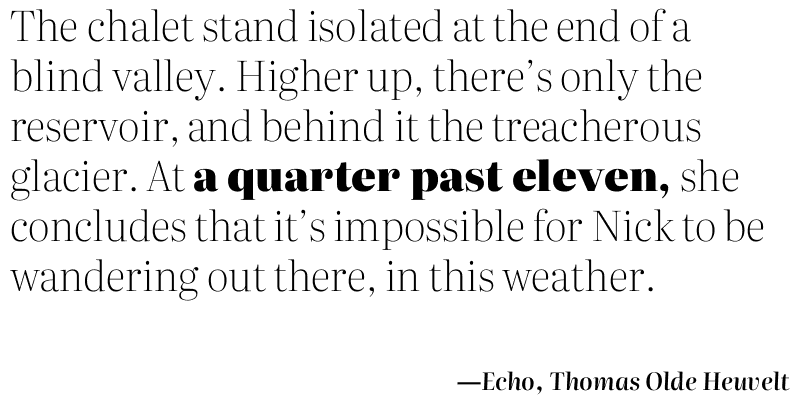 The chalet stand isolated at the end of a
blind valley. Higher up, there’s only the
reservoir, and behind it the treacherous
glacier. At a quarter past eleven, she
concludes that it’s impossible for Nick to be
wandering out there, in this weather.
—Echo, Thomas Olde Heuvelt